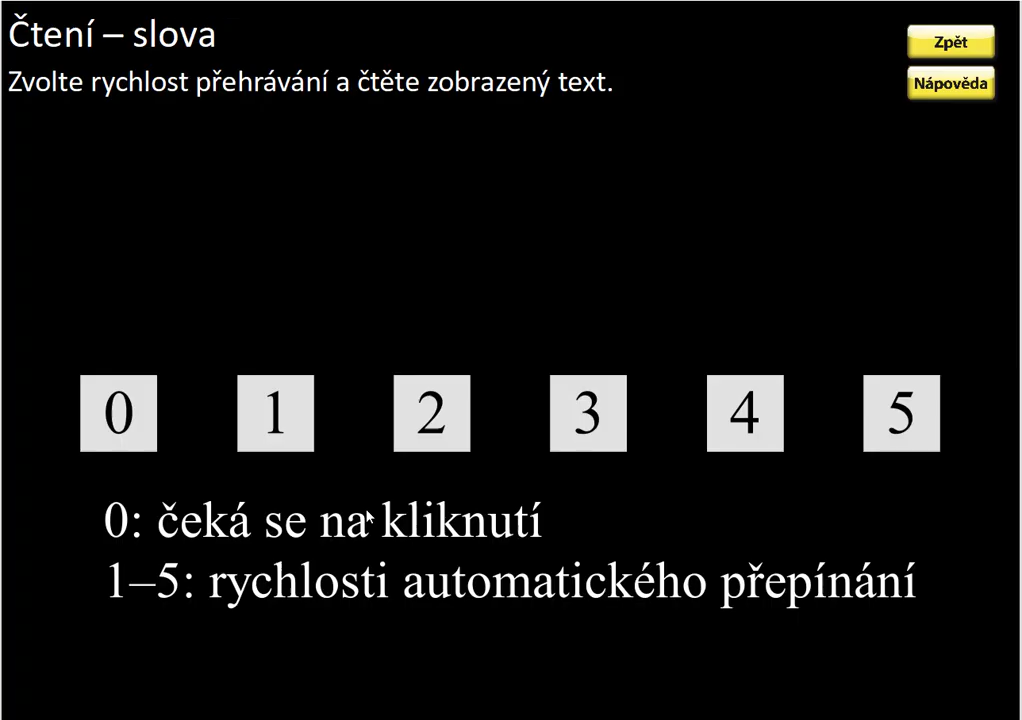 Čtení – slova
Zpět
Zvolte rychlost přehrávání a čtěte zobrazený text.
Nápověda
0 1 2 3 4 5
0: čeká se na kliknutí
1–5: rychlosti automatického přepínání